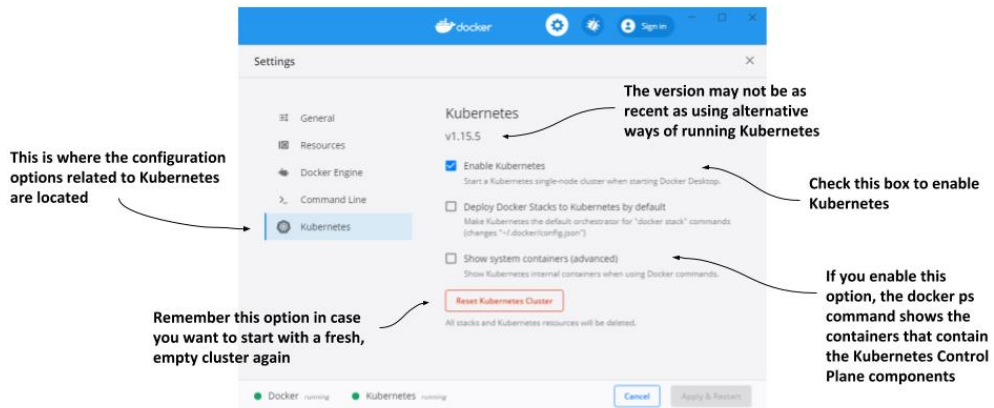 docker
Sign in
Settings
The version may not be as
recent as using alternative
ways of running Kubernetes
Kubernetes
v1.15.5
General
Resources
Docker Engine
Command Line
Kubernetes
This is where the configuration
options related to Kubernetes
are located
Enable Kubernetes
Start a Kubernetes single-node cluster when starting Docker Desktop.
Check this box to enable
Kubernetes
Deploy Docker Stacks to Kubernetes by default
Make Kubernetes the default orchestrator for "docker stack" commands
(changes "~/.docker/config.json")
Show system containers (advanced)
Show Kubernetes internal containers when using Docker commands.
If you enable this
option, the docker ps
command shows the
containers that contain
the Kubernetes Control
Plane components
Reset Kubernetes Cluster
All stacks and Kubernetes resources will be deleted.
Remember this option in case
you want to start with a fresh,
empty cluster again
Docker running
Kubernetes running
Cancel
Apply & Restart